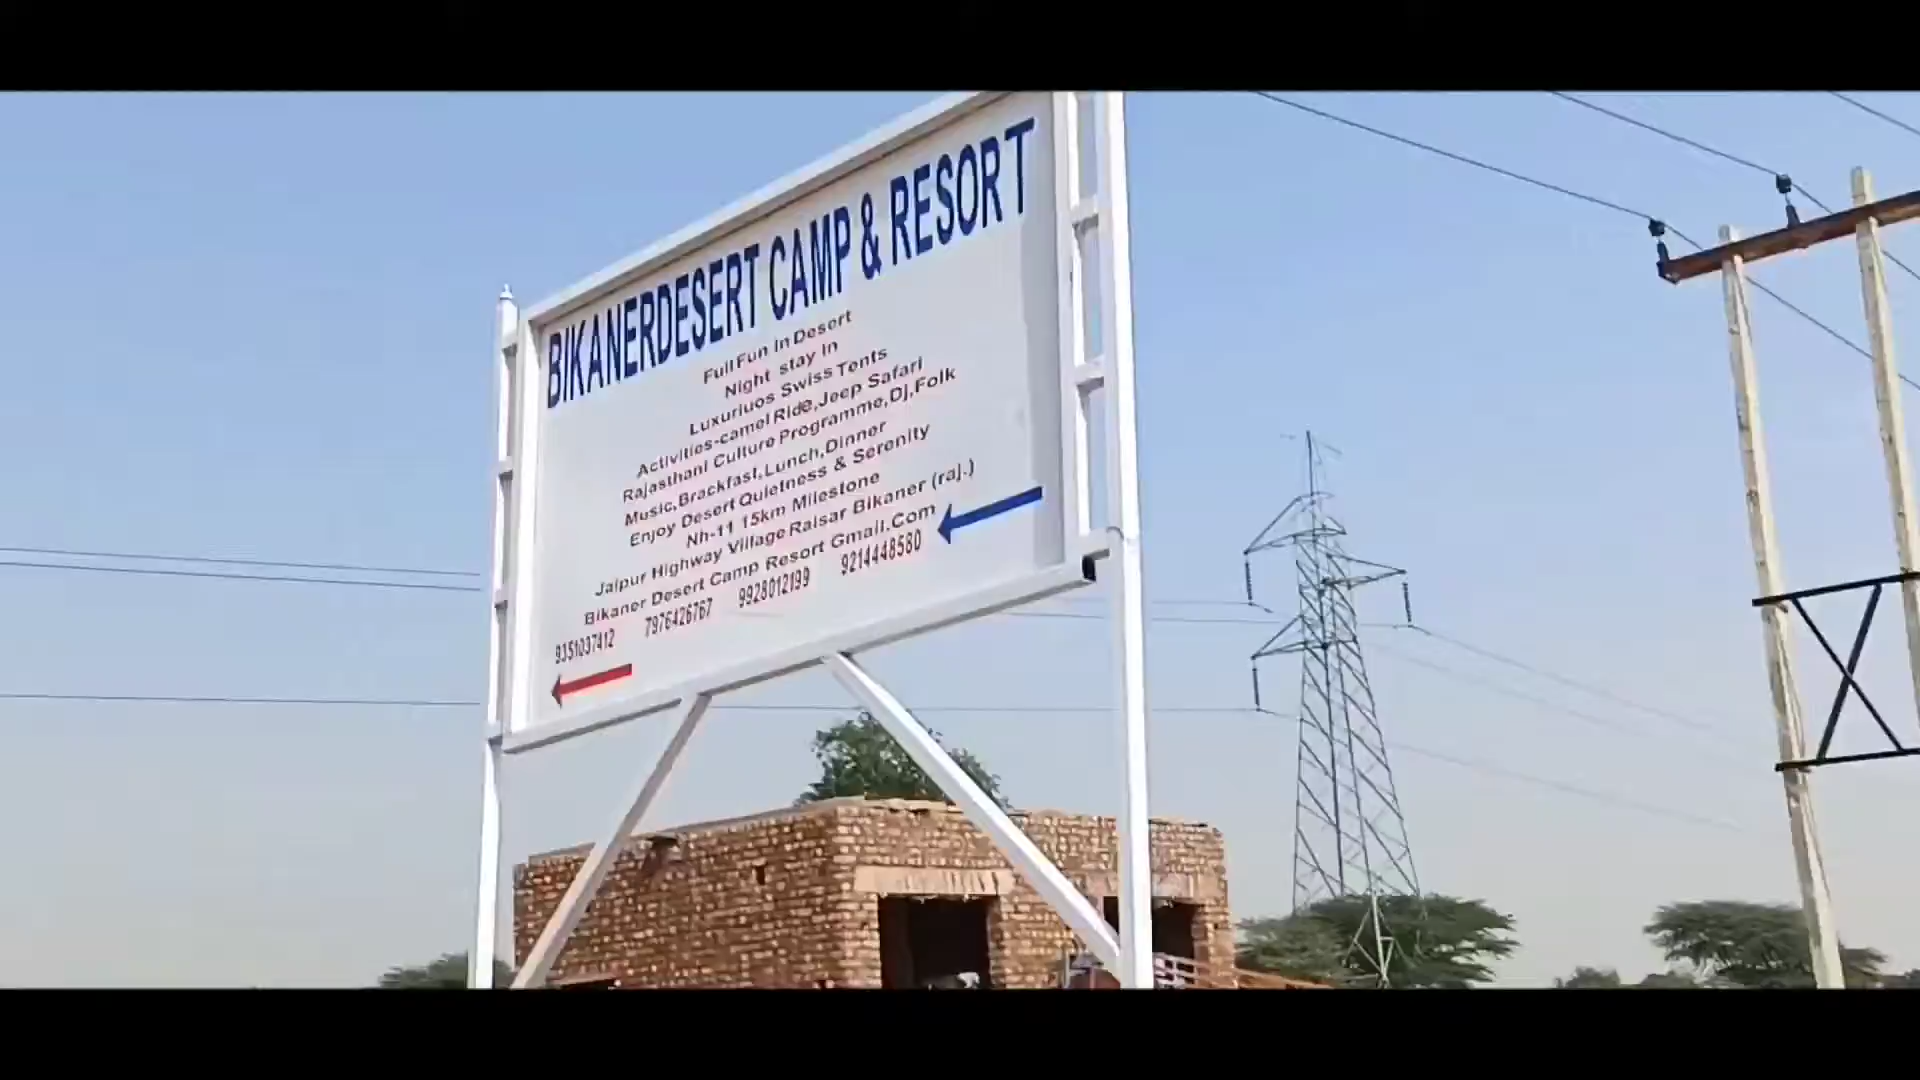 BIKANERDESERT CAMP & RESORT
Full Fun in Desert
Night stay in
Luxuriuos Swiss Tents
Activities-camel Ride,Jeep Safari
Rajasthani Culture Programme,Dj,Folk
Music,Brackfast,Lunch,Dinner
Enjoy Desert Quietness & Serenity
Nh-11 15km Milestone
Jaipur Highway Village Raisar Bikaner (raj.)
Bikaner Desert Camp Resort Gmail.Com
9351037412 7976426767 9928012199 9214448580